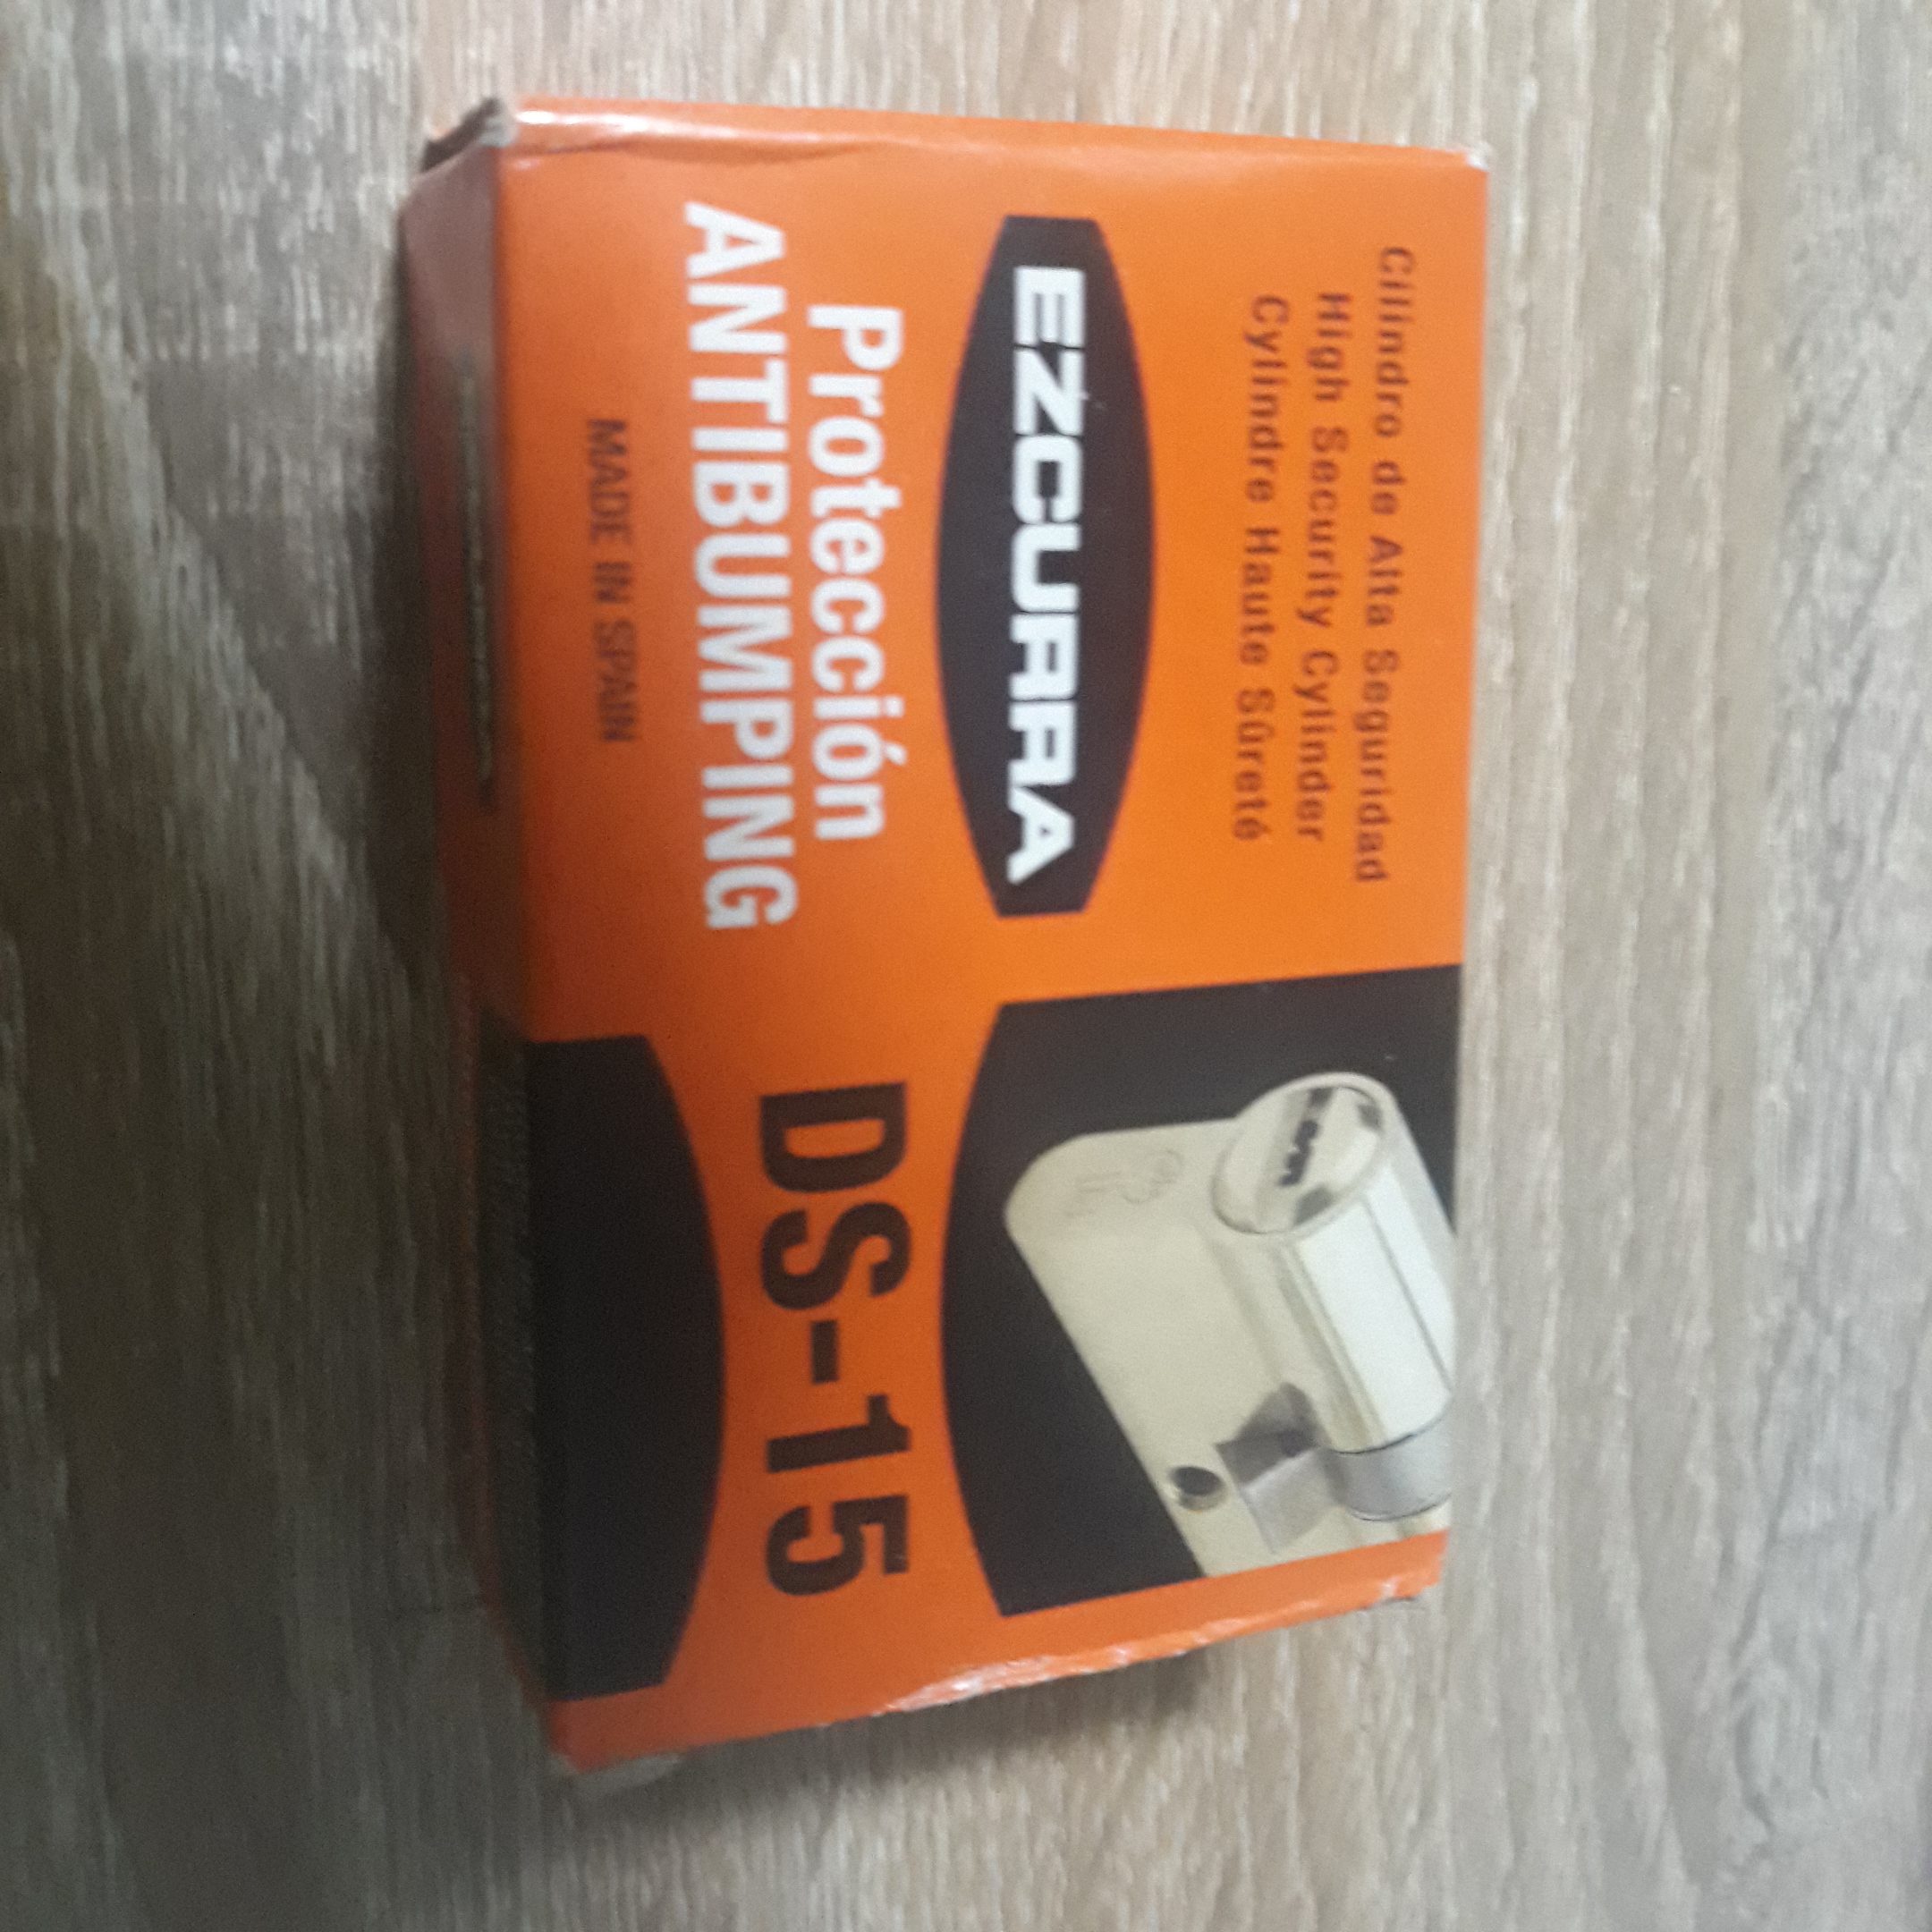 Cilindro de Alta Seguridad
High Security Cylinder
Cylindre Haute Sûreté
EZCURRA
Protección
ANTIBUMPING
MADE IN SPAIN
DS-15